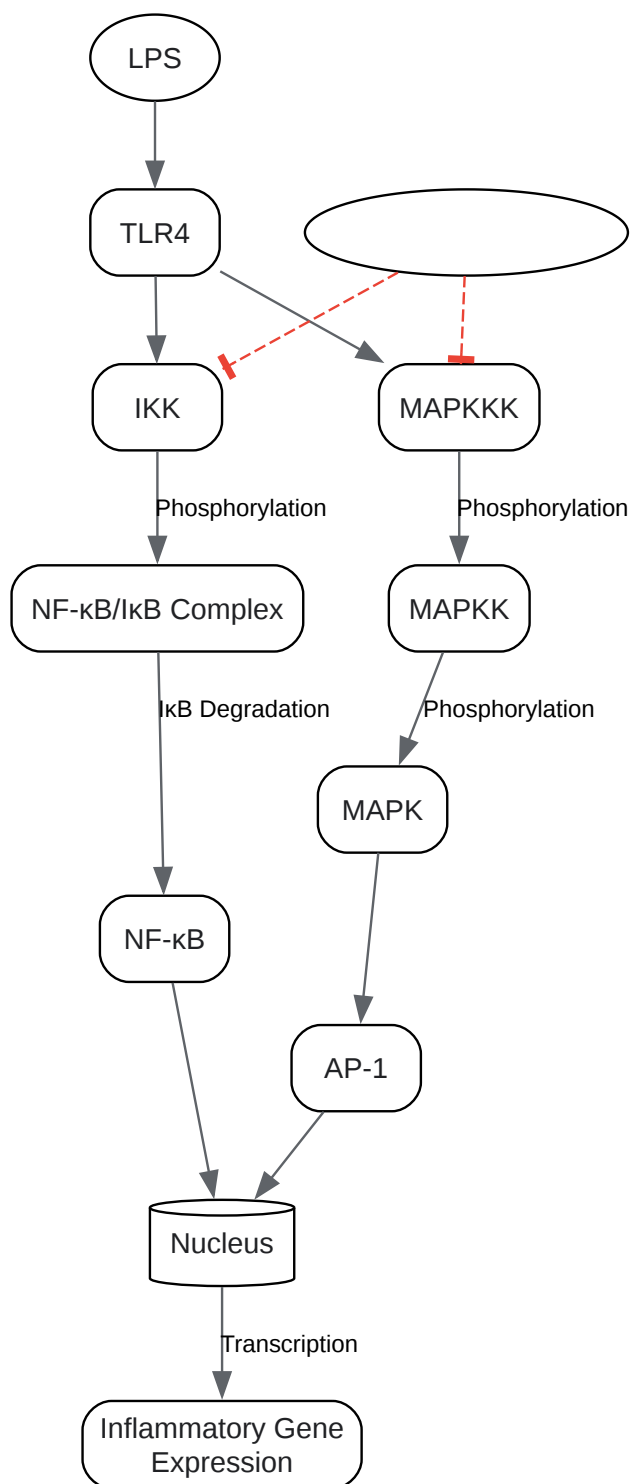 LPS
TLR4
IKK
MAPKKK
Phosphorylation
Phosphorylation
NF-κB/IκB Complex
MAPKK
IκB Degradation
Phosphorylation
MAPK
NF-κB
AP-1
Nucleus
Transcription
Inflammatory Gene
Expression